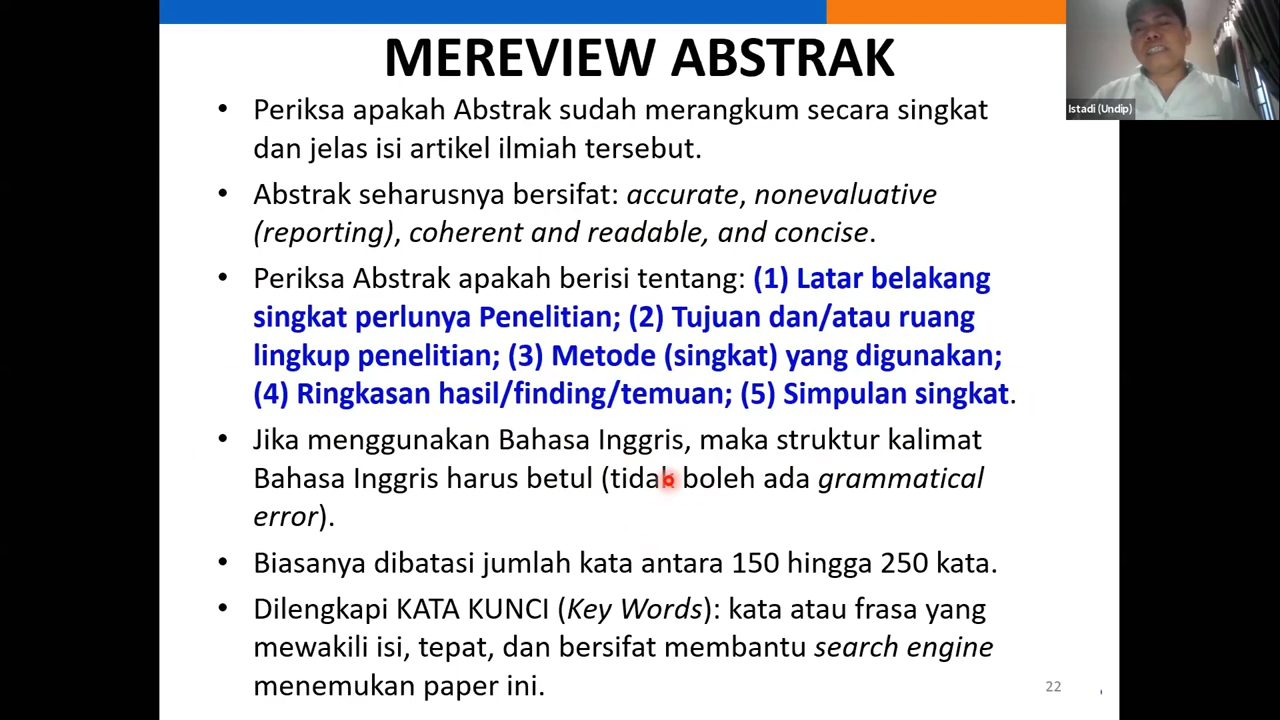 MEREVIEW ABSTRAK
Istadi (Undip)
• Periksa apakah Abstrak sudah merangkum secara singkat
dan jelas isi artikel ilmiah tersebut.
• Abstrak seharusnya bersifat: accurate, nonevaluative
(reporting), coherent and readable, and concise.
• Periksa Abstrak apakah berisi tentang: (1) Latar belakang
singkat perlunya Penelitian; (2) Tujuan dan/atau ruang
lingkup penelitian; (3) Metode (singkat) yang digunakan;
(4) Ringkasan hasil/finding/temuan; (5) Simpulan singkat.
• Jika menggunakan Bahasa Inggris, maka struktur kalimat
Bahasa Inggris harus betul (tidak boleh ada grammatical
error).
• Biasanya dibatasi jumlah kata antara 150 hingga 250 kata.
• Dilengkapi KATA KUNCI (Key Words): kata atau frasa yang
mewakili isi, tepat, dan bersifat membantu search engine
menemukan paper ini.
22